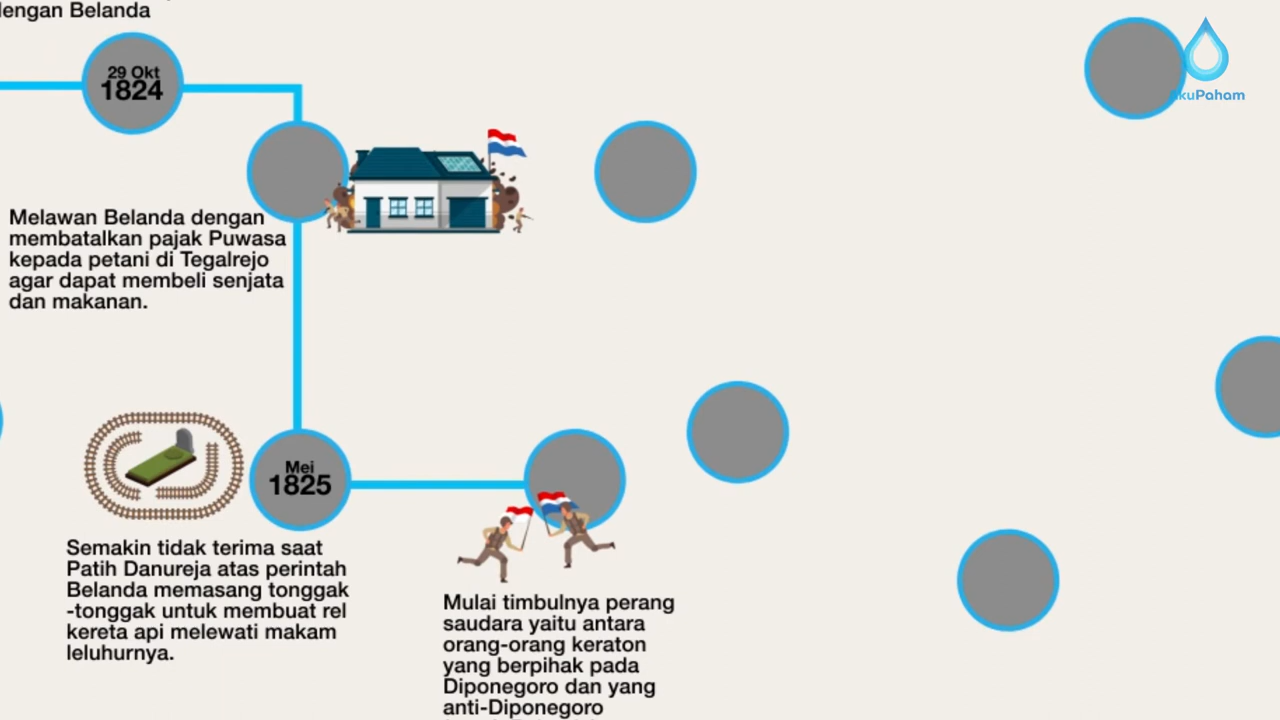 dengan Belanda
29 Okt
1824
AkuPaham
Melawan Belanda dengan
membatalkan pajak Puwasa
kepada petani di Tegalrejo
agar dapat membeli senjata
dan makanan.
Mei
1825
Semakin tidak terima saat
Patih Danureja atas perintah
Belanda memasang tonggak
-tonggak untuk membuat rel
kereta api melewati makam
leluhurnya.
Mulai timbulnya perang
saudara yaitu antara
orang-orang keraton
yang berpihak pada
Diponegoro dan yang
anti-Diponegoro